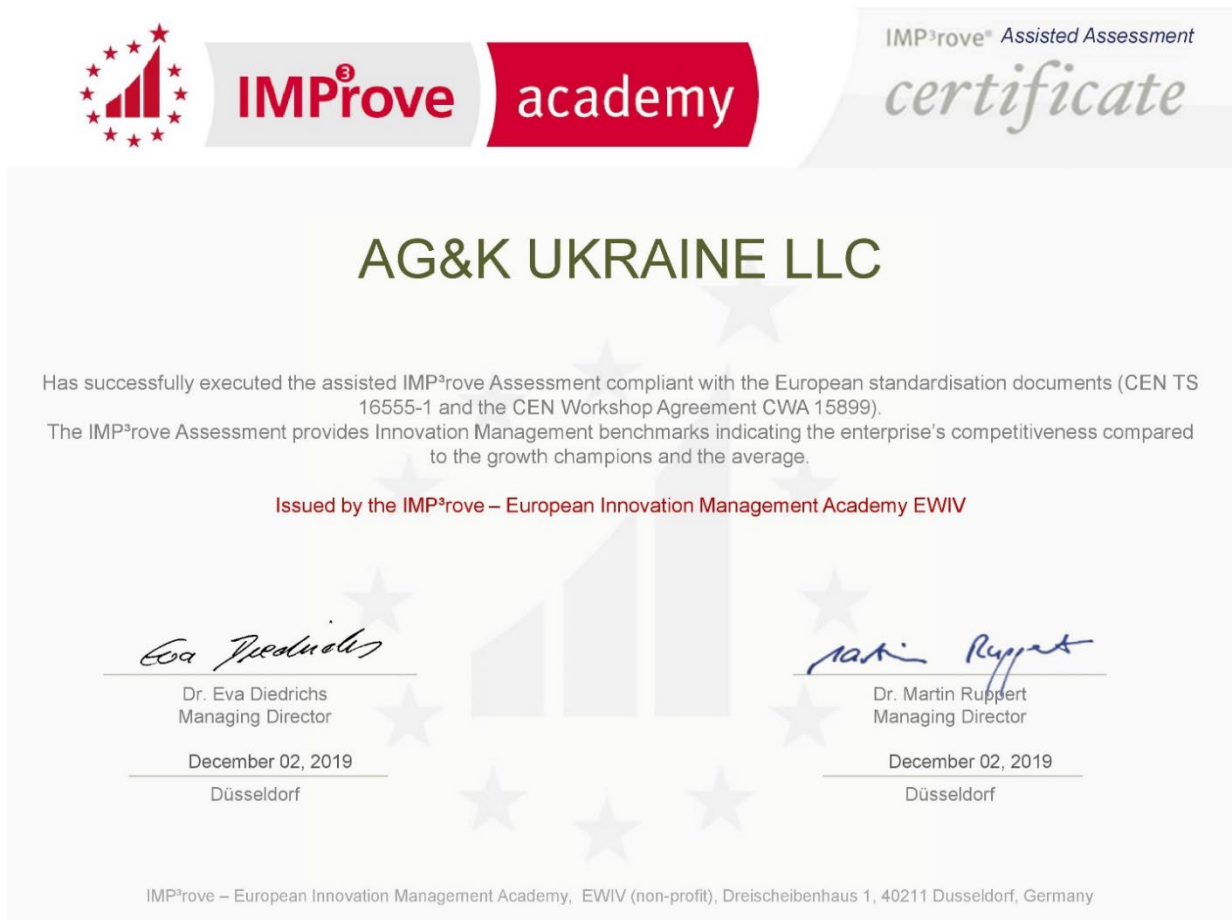 IMP³rove academy
IMP³rove® Assisted Assessment
certificate
AG&K UKRAINE LLC
Has successfully executed the assisted IMP³rove Assessment compliant with the European standardisation documents (CEN TS
16555-1 and the CEN Workshop Agreement CWA 15899).
The IMP³rove Assessment provides Innovation Management benchmarks indicating the enterprise's competitiveness compared
to the growth champions and the average.
Issued by the IMP³rove – European Innovation Management Academy EWIV
Eva Diedrichs
Martin Ruppert
Dr. Eva Diedrichs
Managing Director
December 02, 2019
Düsseldorf
Dr. Martin Ruppert
Managing Director
December 02, 2019
Düsseldorf
IMP³rove – European Innovation Management Academy, EWIV (non-profit), Dreischeibenhaus 1, 40211 Dusseldorf, Germany